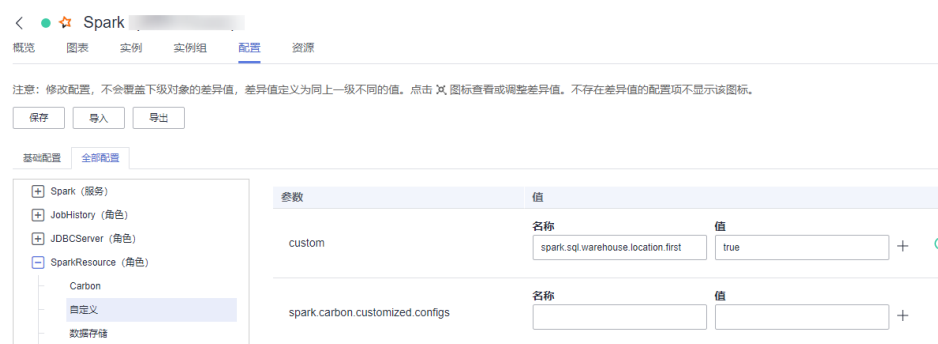 Spark
概览 图表 实例 实例组 配置 资源
注意：修改配置，不会覆盖下级对象的差异值，差异值定义为同上一级不同的值。点击 图标查看或调整差异值。不存在差异值的配置项不显示该图标。
保存 导入 导出
基础配置 全部配置
Spark（服务）
JobHistory（角色）
JDBCServer（角色）
SparkResource（角色）
Carbon
自定义
数据存储
参数 值
名称 值
custom spark.sql.warehouse.location.first true
名称 值
spark.carbon.customized.configs